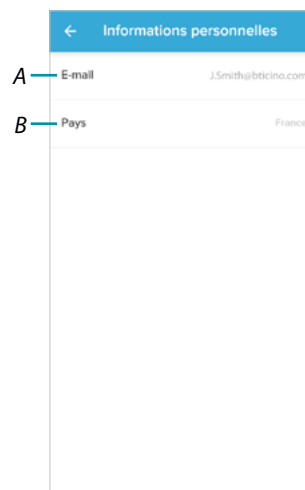 Informations personnelles
A E-mail J.Smith@bticino.com
B Pays France